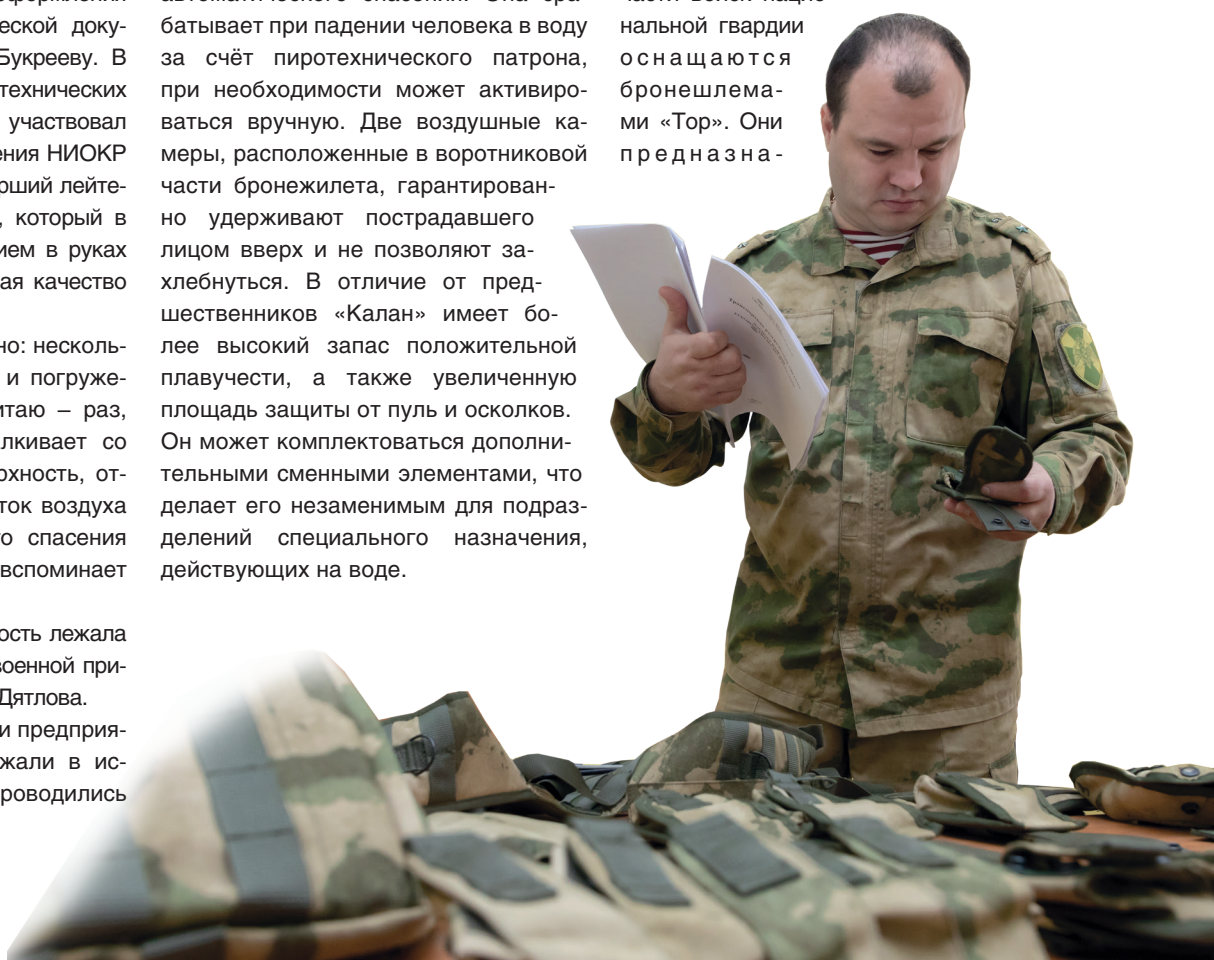 еской доку-
Букрееву. В
технических
участвовал
ения НИОКР
рший лейте-
, который в
ием в руках
ая качество
но: несколь-
и погруже-
итаю – раз,
лкивает со
рхность, от-
ток воздуха
о спасения
вспоминает
ость лежала
военной при-
Дятлова.
и предприя-
жали в ис-
роводились
батывает при падении человека в воду
за счёт пиротехнического патрона,
при необходимости может активиро-
ваться вручную. Две воздушные ка-
меры, расположенные в воротниковой
части бронежилета, гарантирован-
но удерживают пострадавшего
лицом вверх и не позволяют за-
хлебнуться. В отличие от пред-
шественников «Калан» имеет бо-
лее высокий запас положительной
плавучести, а также увеличенную
площадь защиты от пуль и осколков.
Он может комплектоваться дополни-
тельными сменными элементами, что
делает его незаменимым для подраз-
делений специального назначения,
действующих на воде.
нальной гвардии
оснащаются
бронешлема-
ми «Тор». Они
предназна-